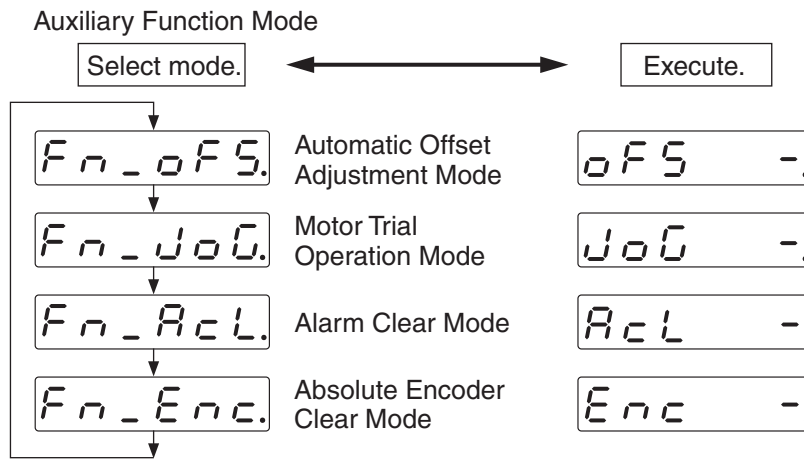 Auxiliary Function Mode
Select mode.
Execute.
Fn_oFS.
Automatic Offset
Adjustment Mode
oFS -.
Fn_JoG.
Motor Trial
Operation Mode
JoG -.
Fn_AcL.
Alarm Clear Mode
AcL -
Fn_Enc.
Absolute Encoder
Clear Mode
Enc -